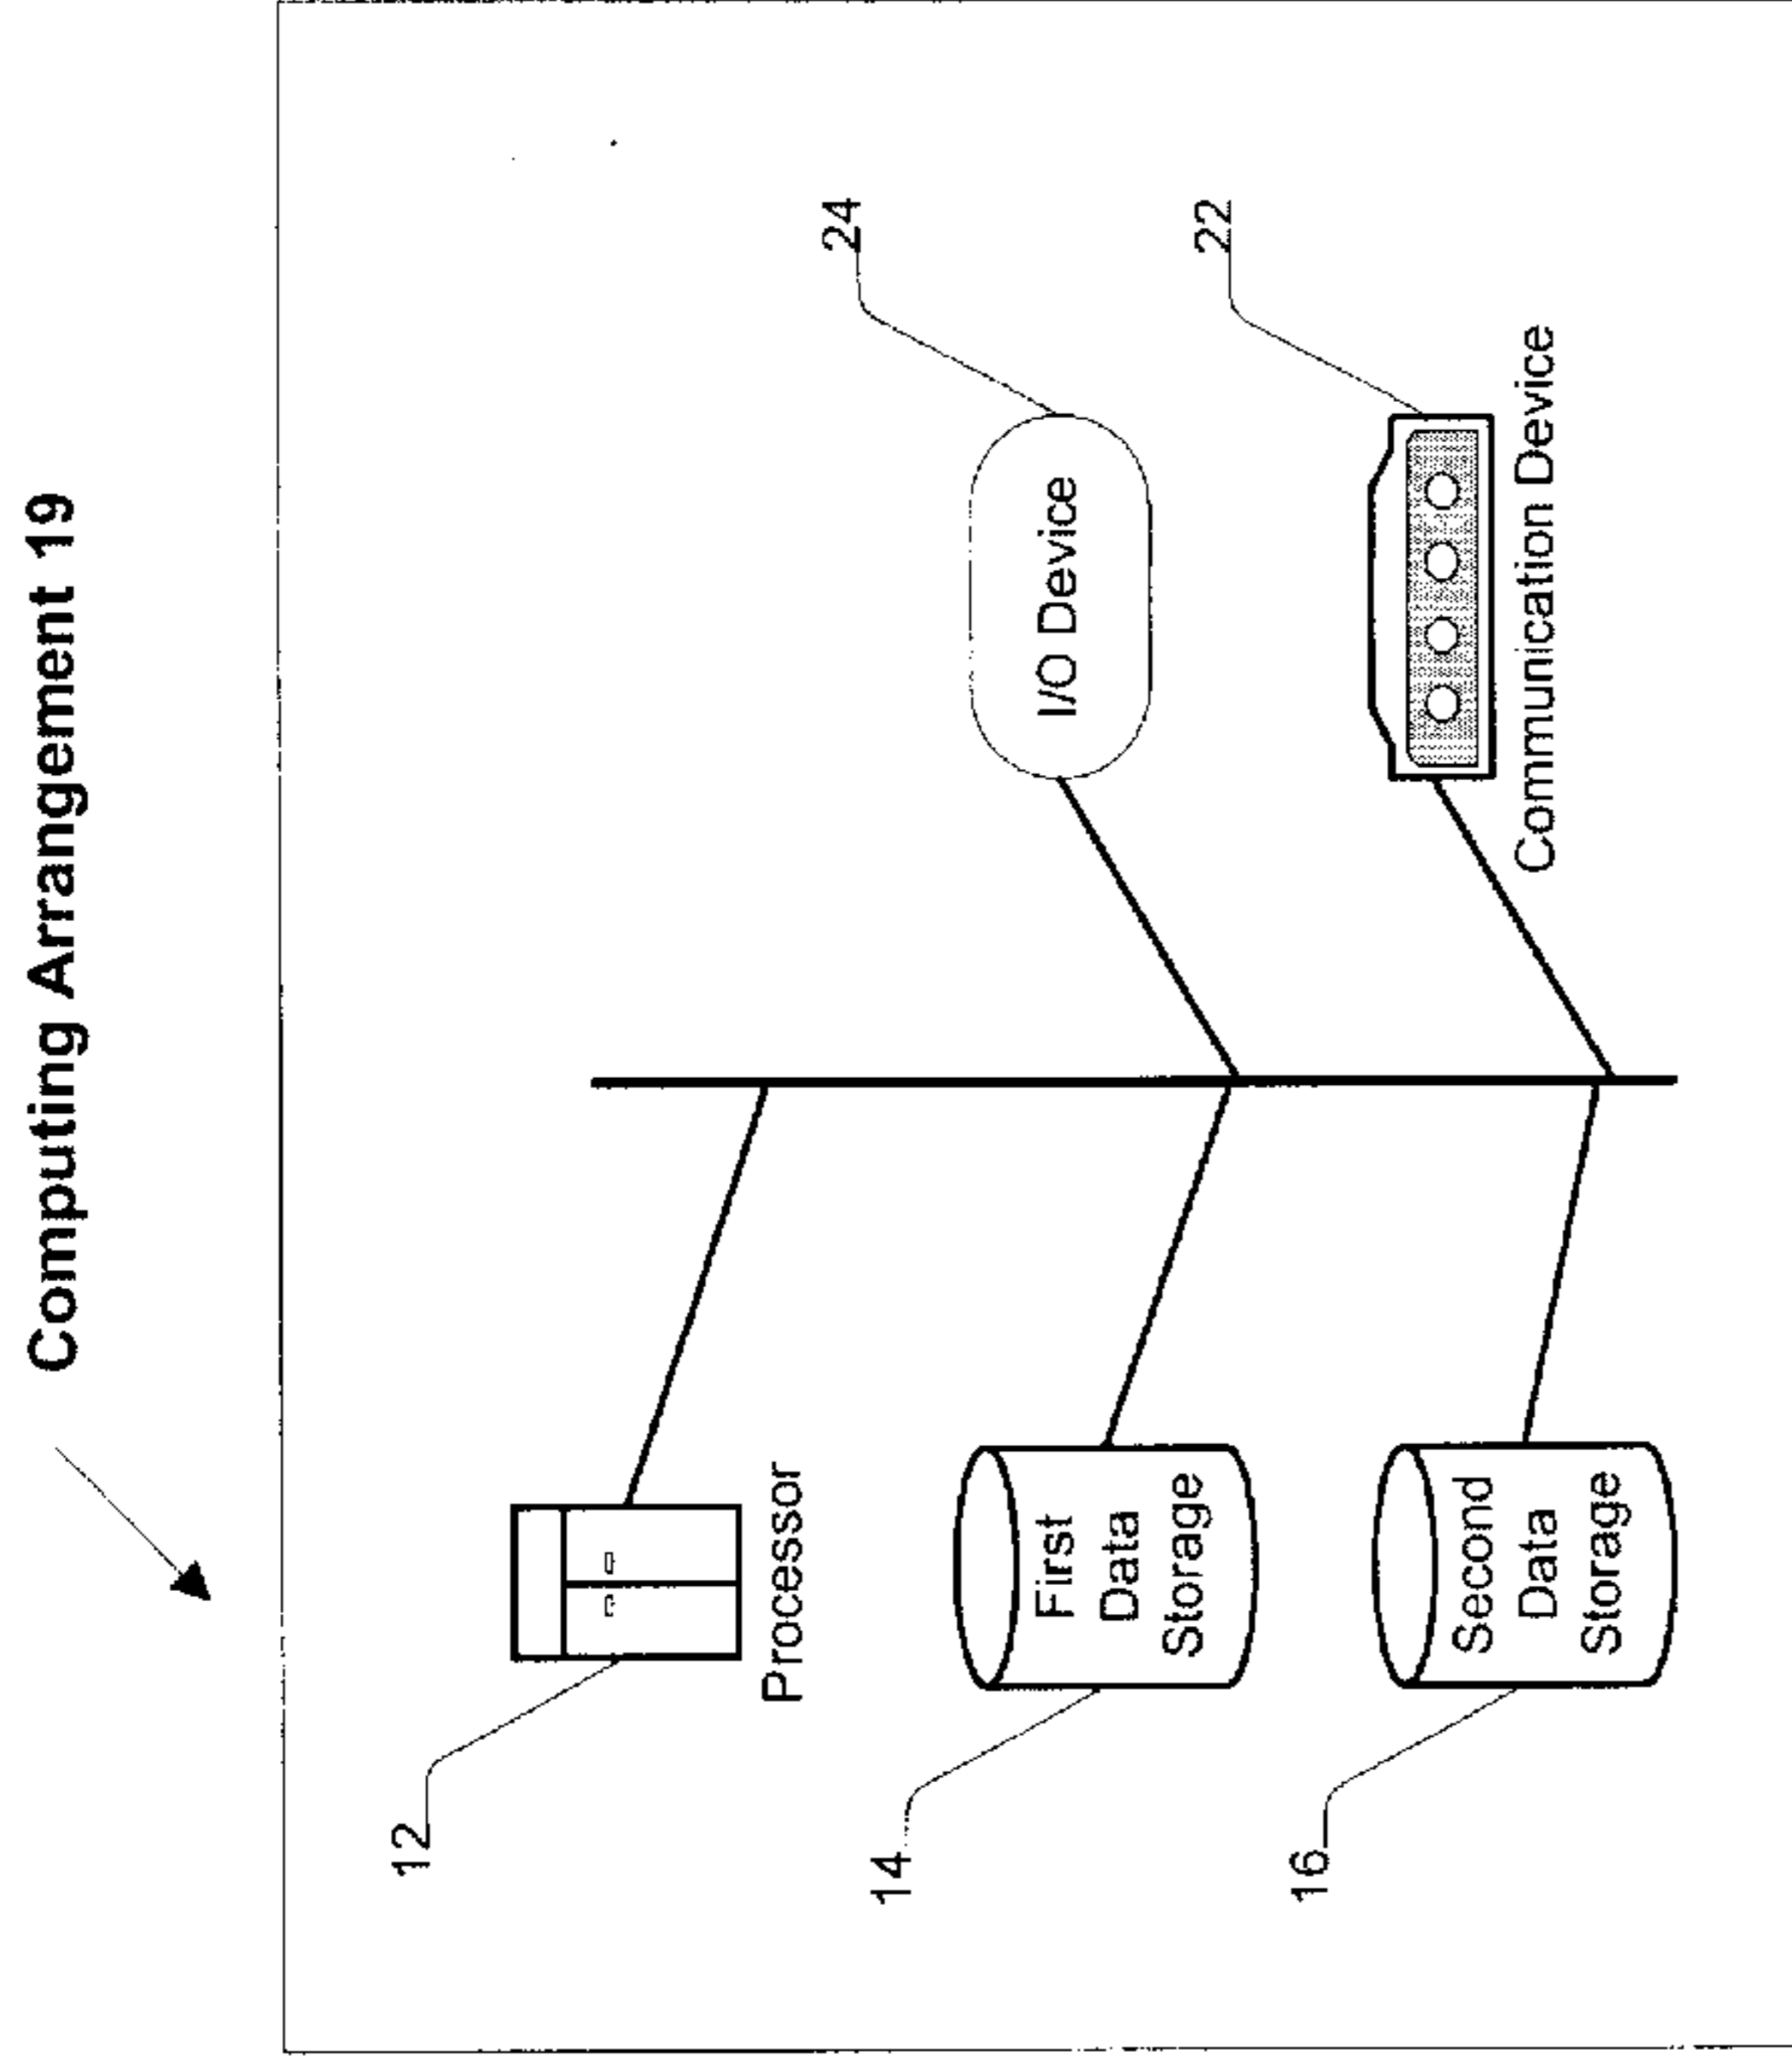 Computing Arrangement 19
12
Processor
24
I/O Device
14
First
Data
Storage
22
Communication Device
16
Second
Data
Storage